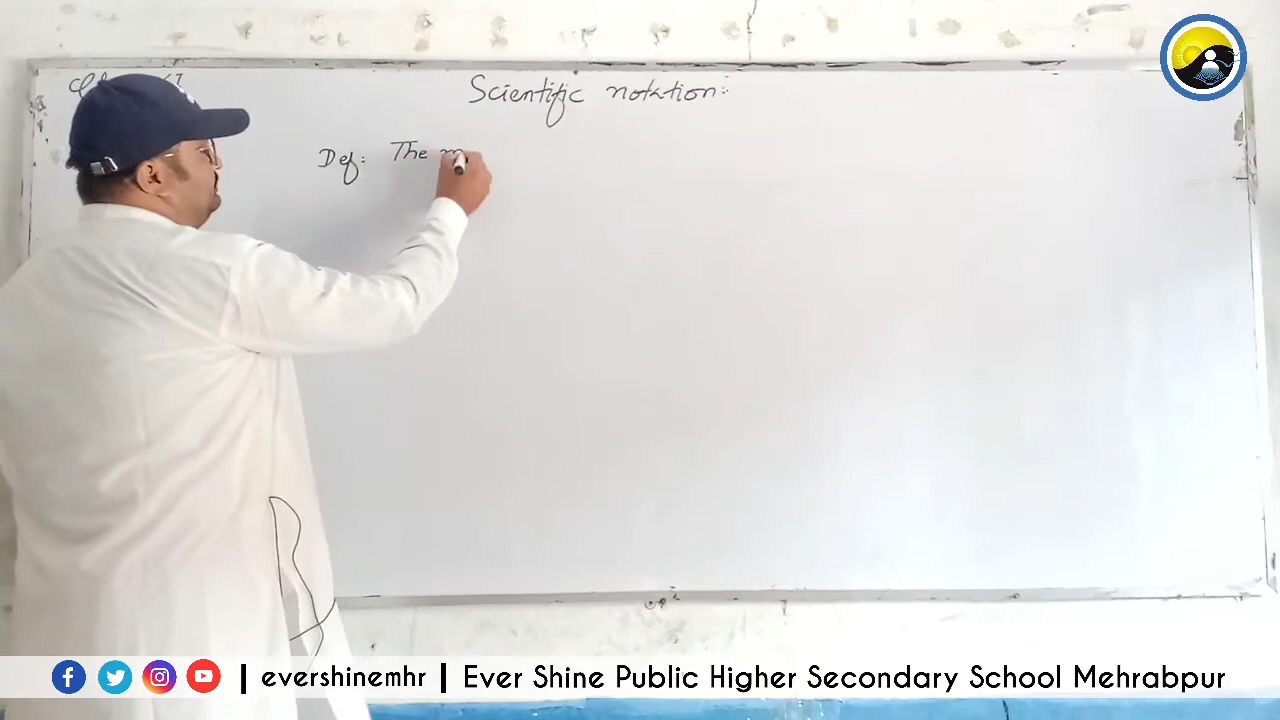 Scientific notation:
Def: The
evershinemhr | Ever Shine Public Higher Secondary School Mehrabpur